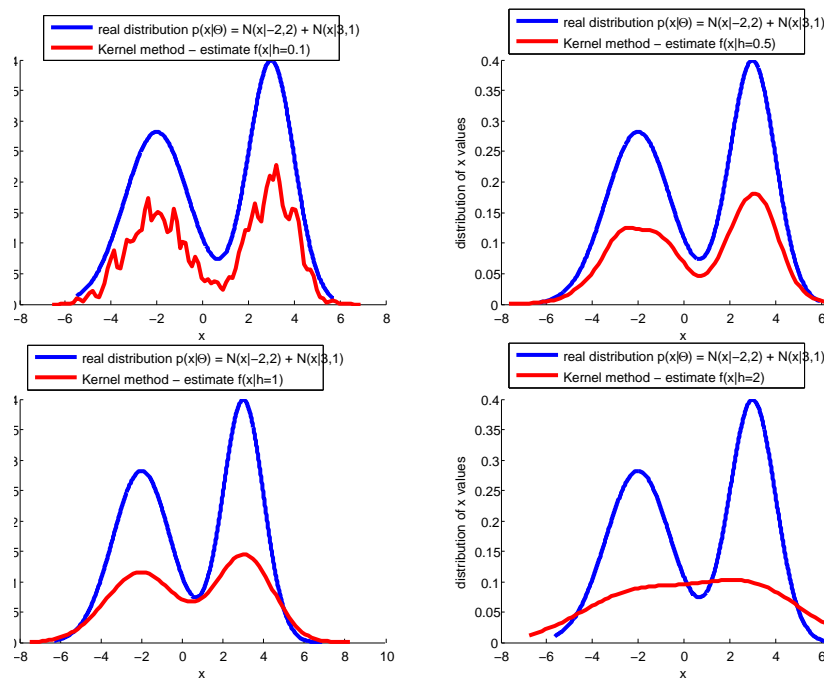 real distribution p(x|Θ) = N(x|−2,2) + N(x|3,1)
Kernel method − estimate f(x|h=0.1)
−8 −6 −4 −2 0 2 4 6 8
x
real distribution p(x|Θ) = N(x|−2,2) + N(x|3,1)
Kernel method − estimate f(x|h=0.5)
0.4
0.35
0.3
0.25
0.2
0.15
0.1
0.05
0
distribution of x values
−8 −6 −4 −2 0 2 4 6
x
real distribution p(x|Θ) = N(x|−2,2) + N(x|3,1)
Kernel method − estimate f(x|h=1)
−8 −6 −4 −2 0 2 4 6 8 10
x
real distribution p(x|Θ) = N(x|−2,2) + N(x|3,1)
Kernel method − estimate f(x|h=2)
0.4
0.35
0.3
0.25
0.2
0.15
0.1
0.05
0
distribution of x values
−8 −6 −4 −2 0 2 4 6
x